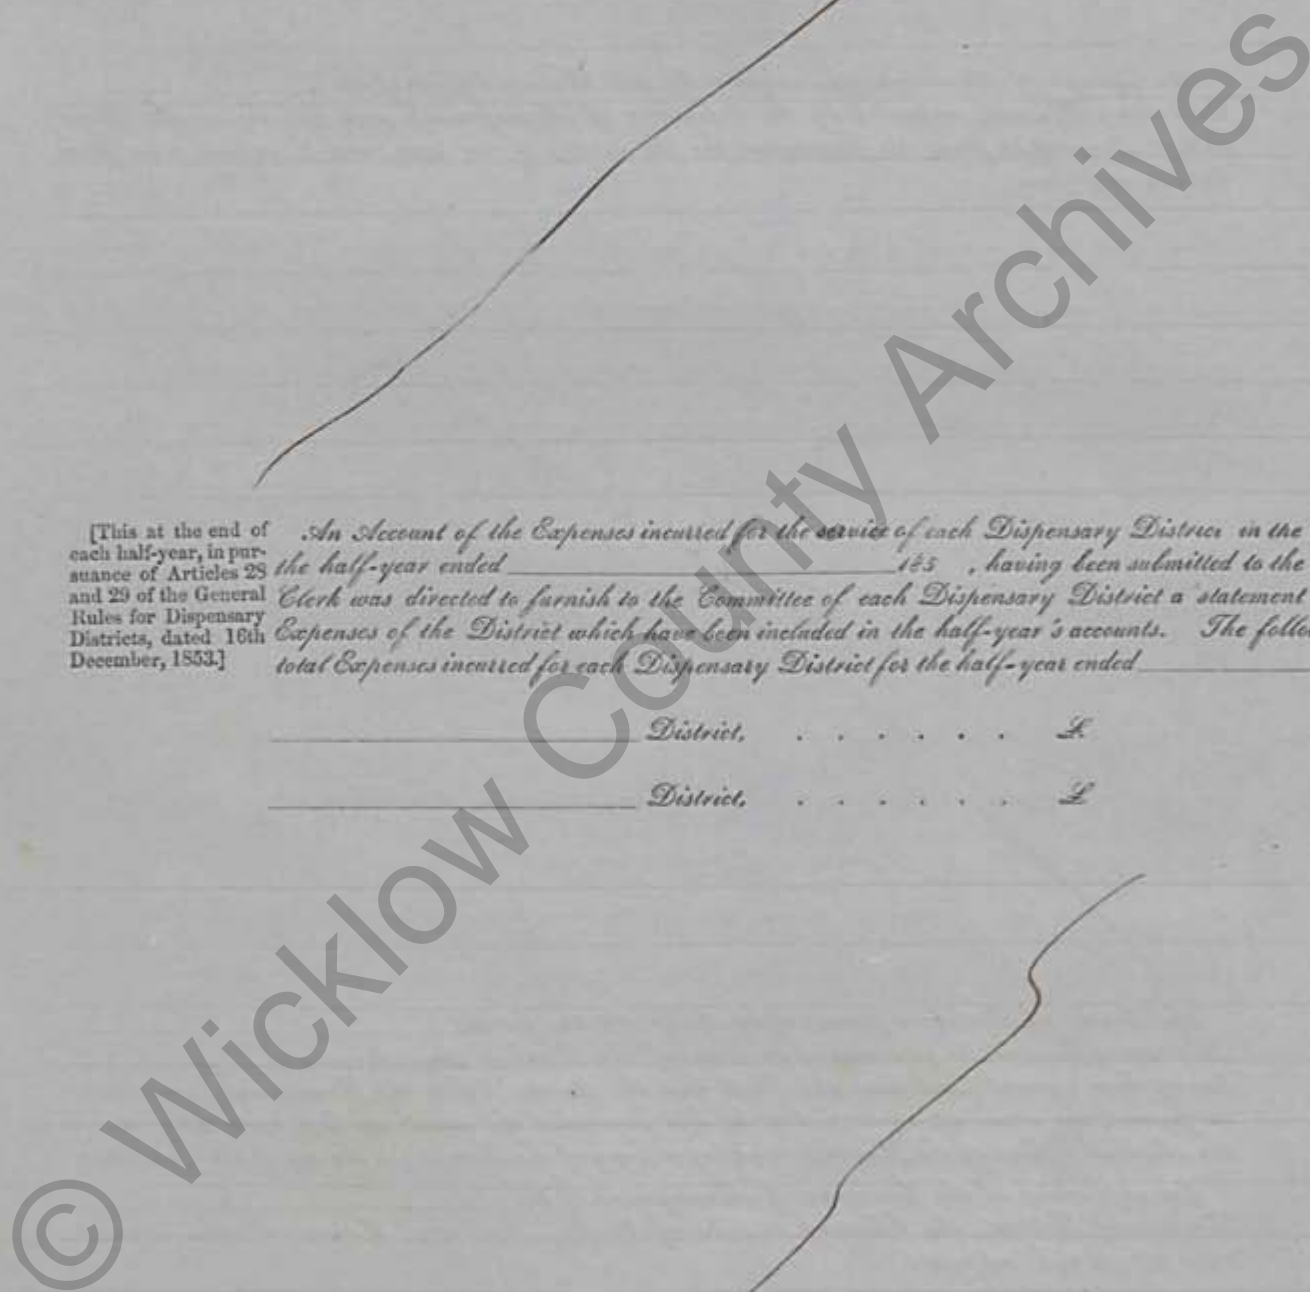 [This at the end of
each half-year, in pur-
suance of Articles 28
and 29 of the General
Rules for Dispensary
Districts, dated 16th
December, 1853.]
An Account of the Expenses incurred for the service of each Dispensary District in the
the half-year ended 185 , having been submitted to the
Clerk was directed to furnish to the Committee of each Dispensary District a statement
Expenses of the District which have been included in the half-year's accounts. The follo
total Expenses incurred for each Dispensary District for the half-year ended
District, . . . . . . £
District, . . . . . . £
© Wicklow County Archives